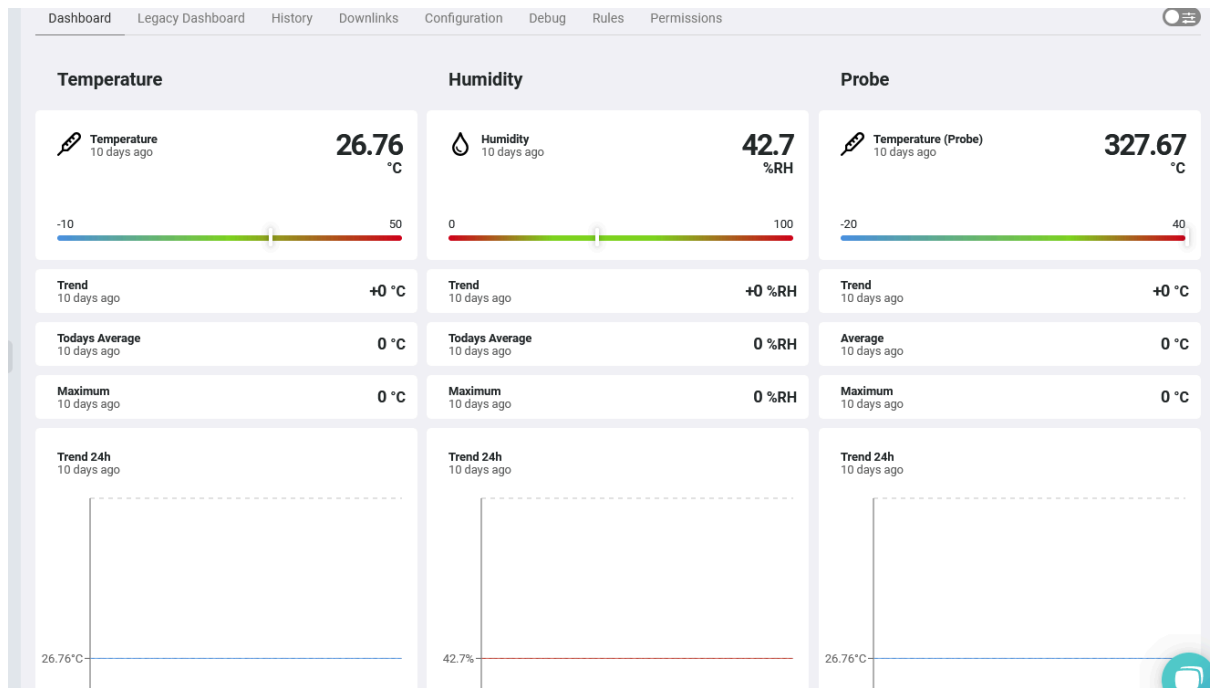 Dashboard Legacy Dashboard History Downlinks Configuration Debug Rules Permissions
Temperature
Temperature
10 days ago
26.76
°C
-10 50
Trend
10 days ago
+0 °C
Todays Average
10 days ago
0 °C
Maximum
10 days ago
0 °C
Trend 24h
10 days ago
26.76°C
Humidity
Humidity
10 days ago
42.7
%RH
0 100
Trend
10 days ago
+0 %RH
Todays Average
10 days ago
0 %RH
Maximum
10 days ago
0 %RH
Trend 24h
10 days ago
42.7%
Probe
Temperature (Probe)
10 days ago
327.67
°C
-20 40
Trend
10 days ago
+0 °C
Average
10 days ago
0 °C
Maximum
10 days ago
0 °C
Trend 24h
10 days ago
26.76°C